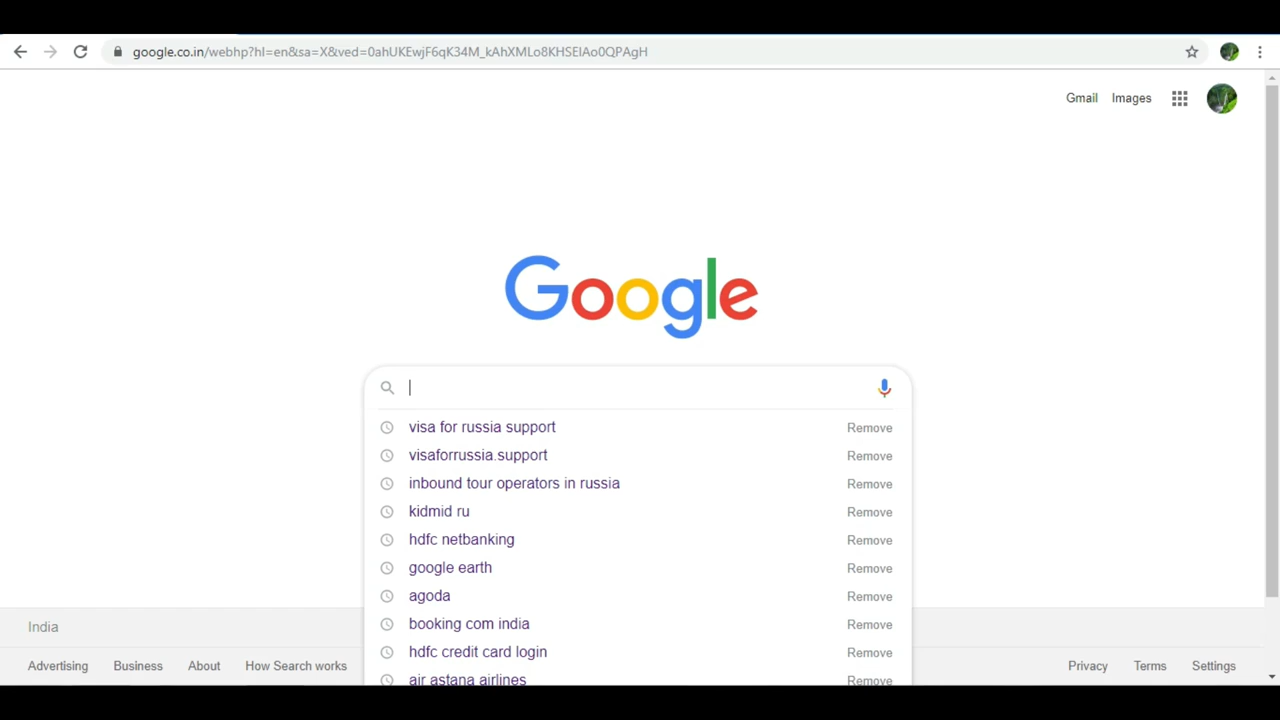 google.co.in/webhp?hl=en&sa=X&ved=0ahUKEwjF6qK34M_kAhXMLo8KHSElAo0QPAgH
Gmail Images
Google
visa for russia support Remove
visaforrussia.support Remove
inbound tour operators in russia Remove
kidmid ru Remove
hdfc netbanking Remove
google earth Remove
agoda Remove
India
booking com india Remove
hdfc credit card login Remove
Advertising Business About How Search works Privacy Terms Settings
air astana airlines Remove